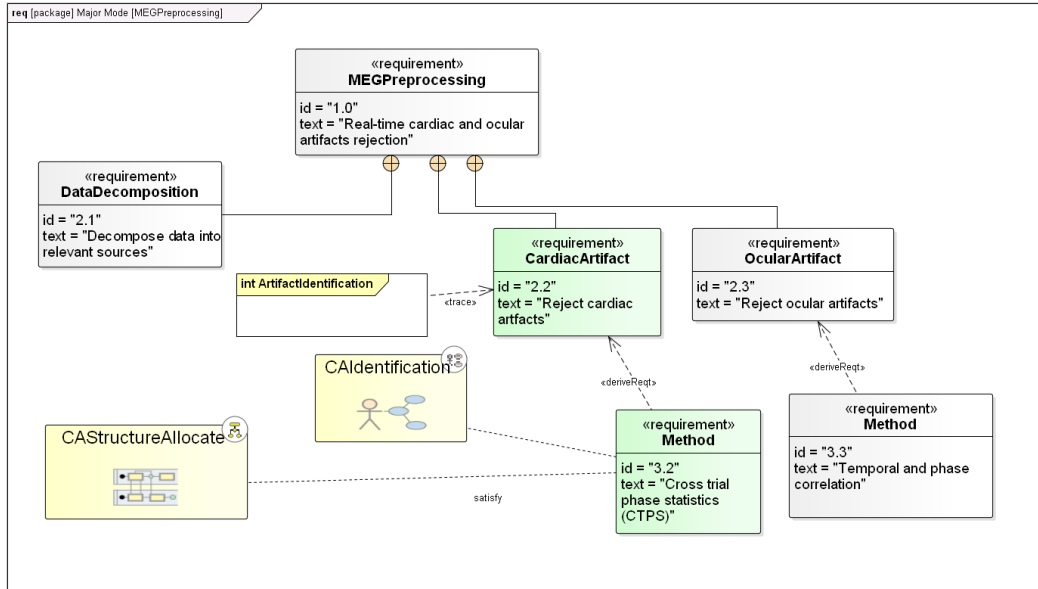 req [package] Major Mode [MEGPreprocessing]
«requirement»
MEGPreprocessing
id = "1.0"
text = "Real-time cardiac and ocular
artifacts rejection"
«requirement»
DataDecomposition
id = "2.1"
text = "Decompose data into
relevant sources"
«requirement»
CardiacArtifact
id = "2.2"
text = "Reject cardiac
artfacts"
«requirement»
OcularArtifact
id = "2.3"
text = "Reject ocular artifacts"
int ArtifactIdentification
«trace»
CAIdentification
«deriveReqt»
«deriveReqt»
CAStructureAllocate
satisfy
«requirement»
Method
id = "3.2"
text = "Cross trial
phase statistics
(CTPS)"
«requirement»
Method
id = "3.3"
text = "Temporal and phase
correlation"